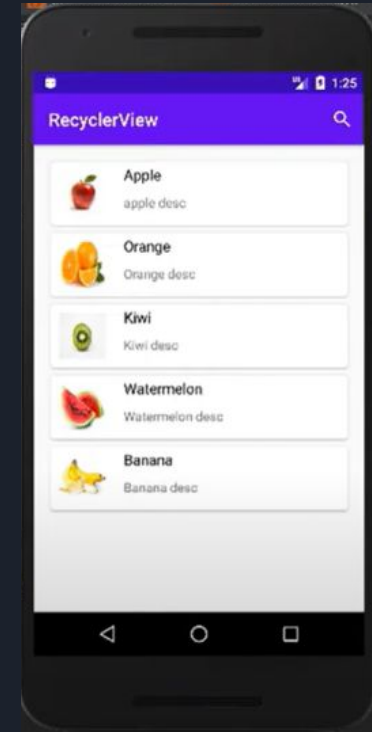 1:25
RecyclerView
Apple
apple desc
Orange
Orange desc
Kiwi
Kiwi desc
Watermelon
Watermelon desc
Banana
Banana desc